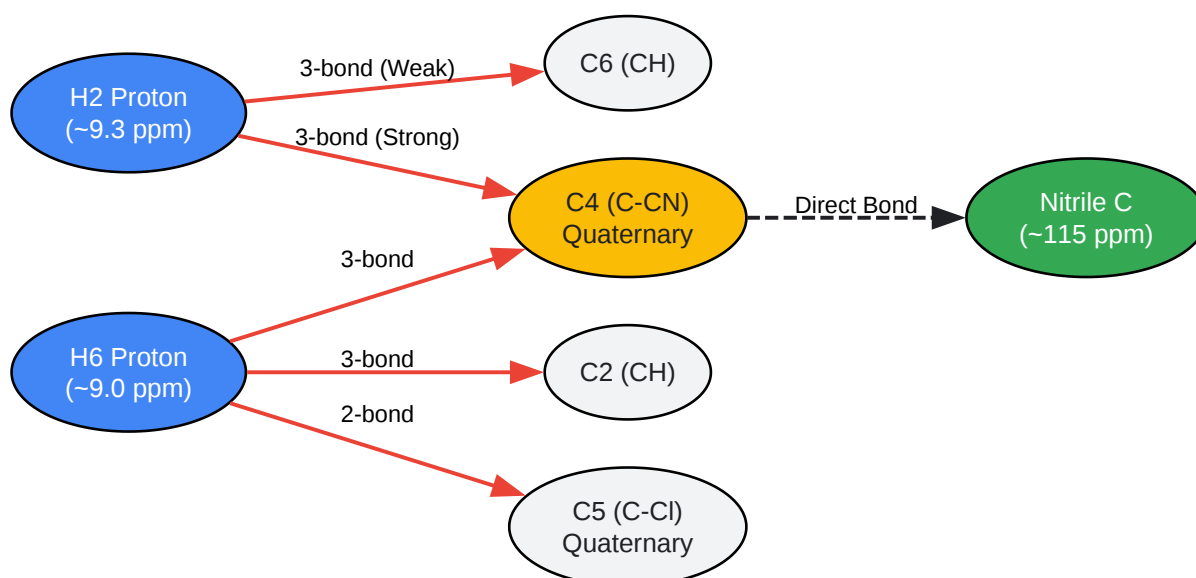 H2 Proton
(~9.3 ppm)
3-bond (Weak)
C6 (CH)
3-bond (Strong)
C4 (C-CN)
Quaternary
Direct Bond
Nitrile C
(~115 ppm)
3-bond
H6 Proton
(~9.0 ppm)
3-bond
C2 (CH)
2-bond
C5 (C-Cl)
Quaternary